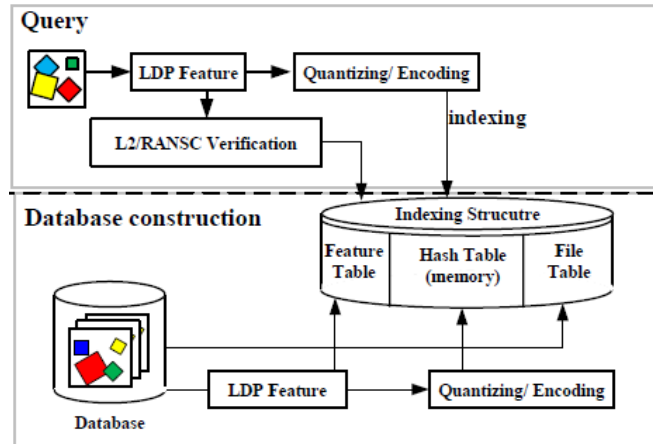 Query
LDP Feature
Quantizing/ Encoding
L2/RANSC Verification
indexing
Database construction
Indexing Strucutre
Feature
Table
Hash Table
(memory)
File
Table
LDP Feature
Quantizing/ Encoding
Database